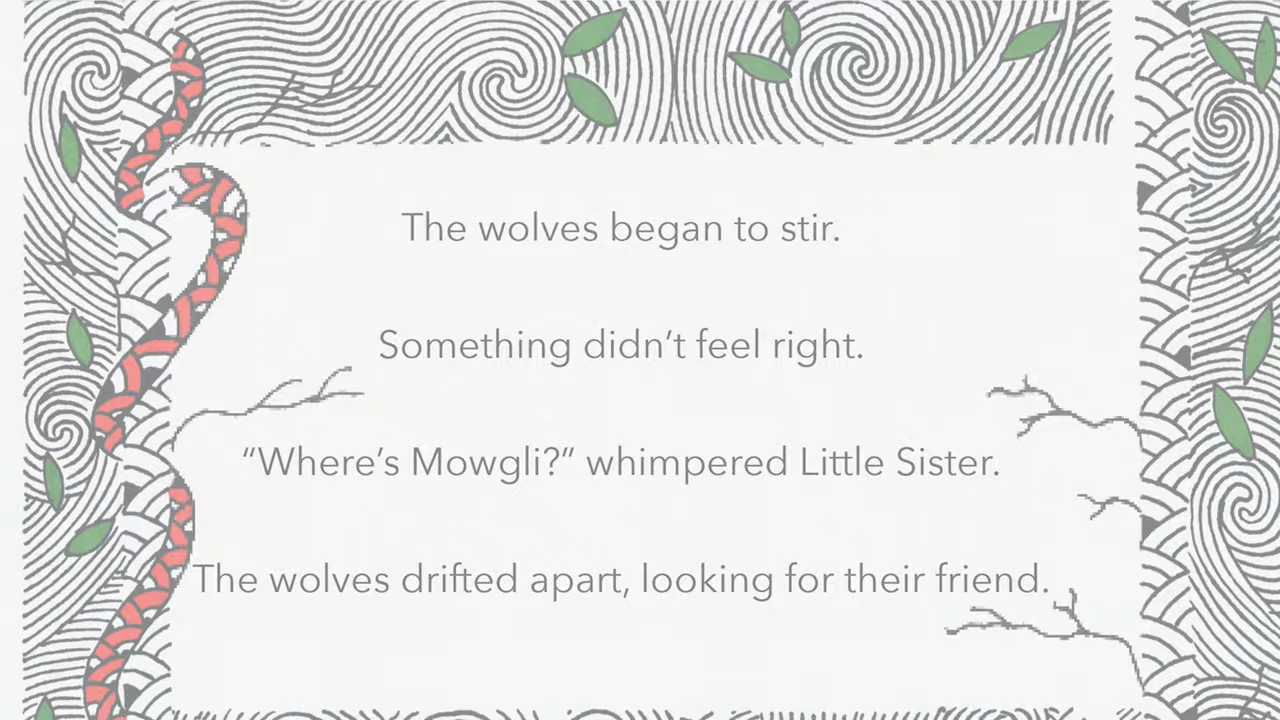 The wolves began to stir.
Something didn’t feel right.
“Where’s Mowgli?” whimpered Little Sister.
The wolves drifted apart, looking for their friend.